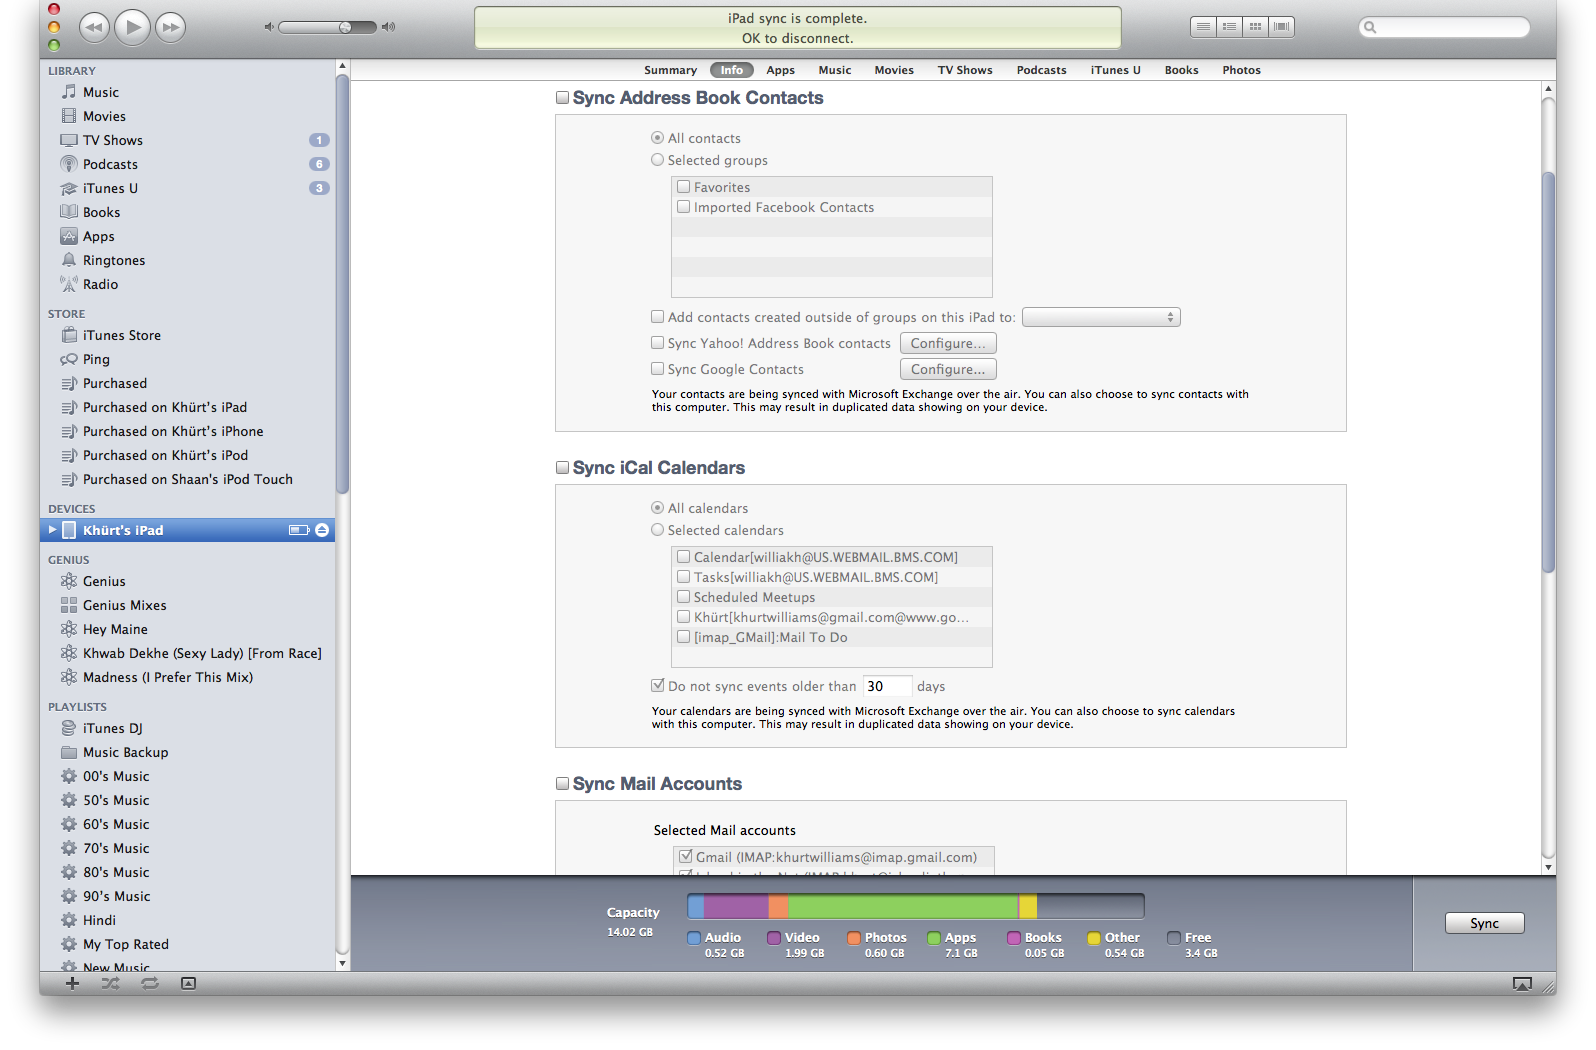 iPad sync is complete.
OK to disconnect.
LIBRARY
Music
Movies
TV Shows 1
Podcasts 6
iTunes U 3
Books
Apps
Ringtones
Radio
STORE
iTunes Store
Ping
Purchased
Purchased on Khürt's iPad
Purchased on Khürt's iPhone
Purchased on Khürt's iPod
Purchased on Shaan's iPod Touch
DEVICES
Khürt's iPad
GENIUS
Genius
Genius Mixes
Hey Maine
Khwab Dekhe (Sexy Lady) [From Race]
Madness (I Prefer This Mix)
PLAYLISTS
iTunes DJ
Music Backup
00's Music
50's Music
60's Music
70's Music
80's Music
90's Music
Hindi
My Top Rated
New Music
Summary Info Apps Music Movies TV Shows Podcasts iTunes U Books Photos
Sync Address Book Contacts
All contacts
Selected groups
Favorites
Imported Facebook Contacts
Add contacts created outside of groups on this iPad to:
Sync Yahoo! Address Book contacts Configure...
Sync Google Contacts Configure...
Your contacts are being synced with Microsoft Exchange over the air. You can also choose to sync contacts with
this computer. This may result in duplicated data showing on your device.
Sync iCal Calendars
All calendars
Selected calendars
Calendar[williakh@US.WEBMAIL.BMS.COM]
Tasks[williakh@US.WEBMAIL.BMS.COM]
Scheduled Meetups
Khürt[khurtwilliams@gmail.com@www.go...
[imap_GMail]:Mail To Do
Do not sync events older than 30 days
Your calendars are being synced with Microsoft Exchange over the air. You can also choose to sync calendars
with this computer. This may result in duplicated data showing on your device.
Sync Mail Accounts
Selected Mail accounts
Gmail (IMAP:khurtwilliams@imap.gmail.com)
Capacity
14.02 GB
Audio Video Photos Apps Books Other Free
0.52 GB 1.99 GB 0.60 GB 7.1 GB 0.05 GB 0.54 GB 3.4 GB
Sync